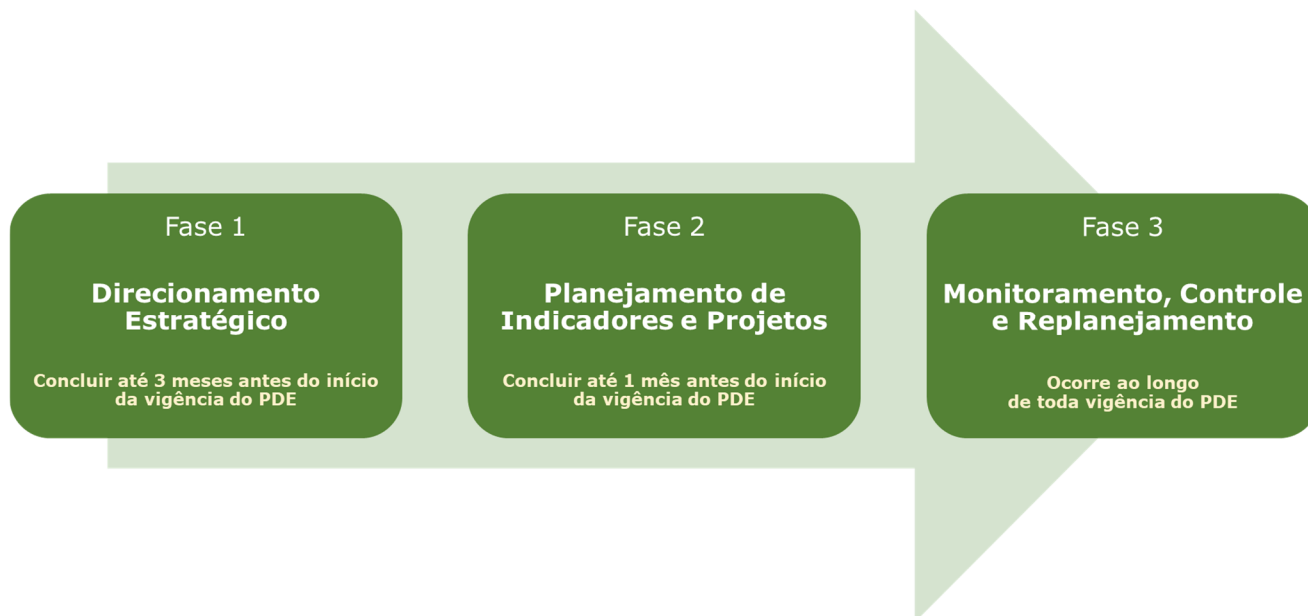 Fase 1
Direcionamento
Estratégico
Concluir até 3 meses antes do início
da vigência do PDE
Fase 2
Planejamento de
Indicadores e Projetos
Concluir até 1 mês antes do início
da vigência do PDE
Fase 3
Monitoramento, Controle
e Replanejamento
Ocorre ao longo
de toda vigência do PDE